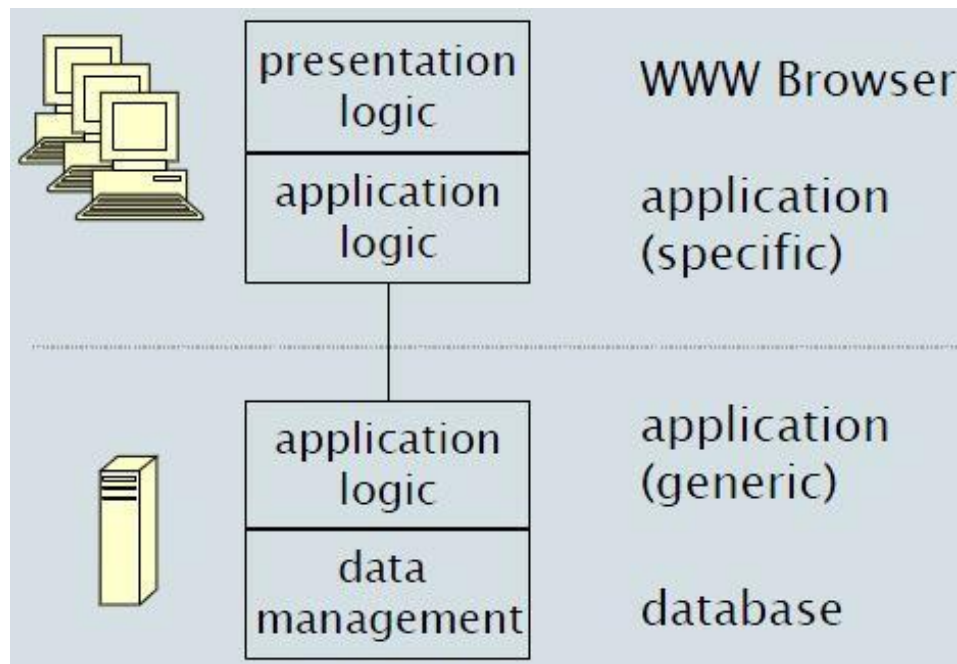 presentation
logic
WWW Browser
application
logic
application
(specific)
application
logic
application
(generic)
data
management
database